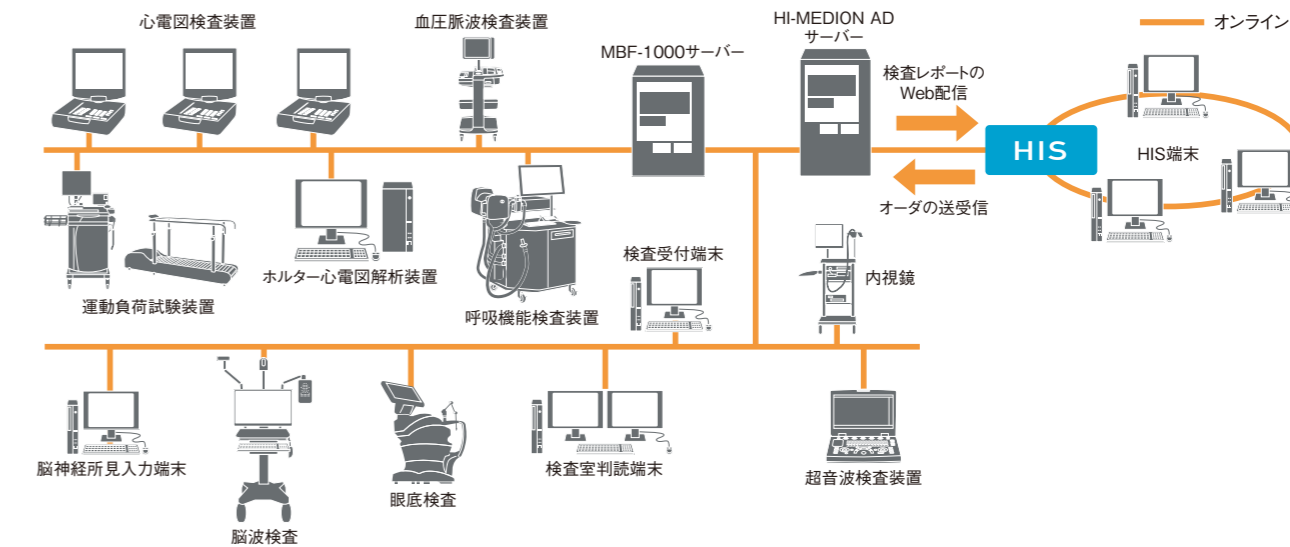 心電図検査装置
血圧脈波検査装置
MBF-1000サーバー
HI-MEDION AD
サーバー
オンライン
検査レポートの
Web配信
HIS
HIS端末
オーダの送受信
運動負荷試験装置
ホルター心電図解析装置
呼吸機能検査装置
検査受付端末
内視鏡
脳神経所見入力端末
脳波検査
眼底検査
検査室判読端末
超音波検査装置